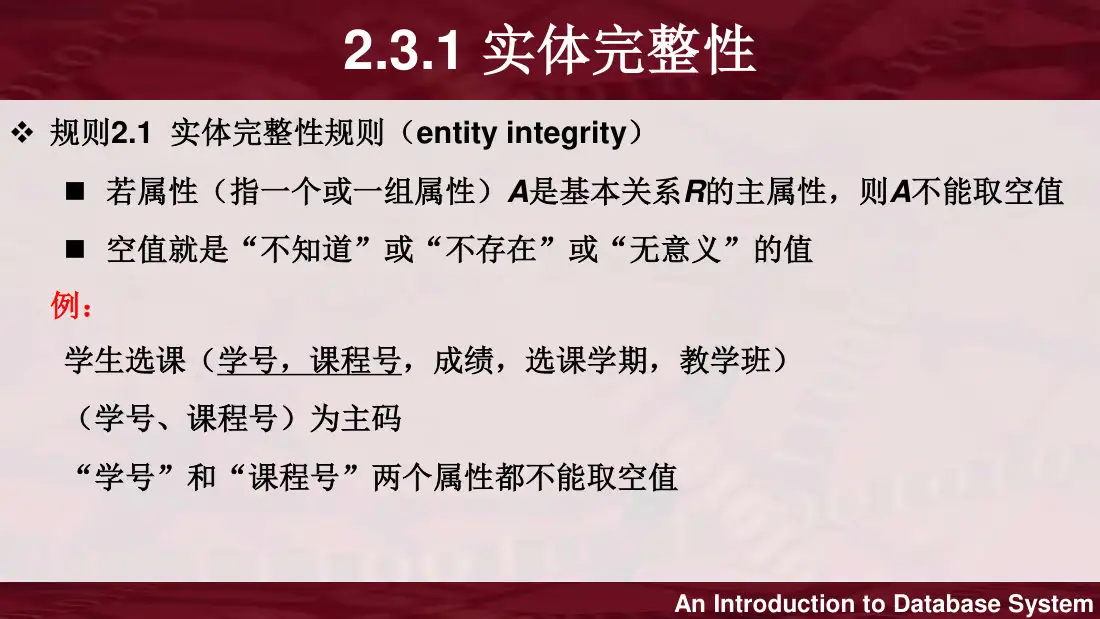 2.3.1 实体完整性
❖ 规则2.1 实体完整性规则（entity integrity）
■ 若属性（指一个或一组属性）A是基本关系R的主属性，则A不能取空值
■ 空值就是“不知道”或“不存在”或“无意义”的值
例：
学生选课（学号，课程号，成绩，选课学期，教学班）
（学号、课程号）为主码
“学号”和“课程号”两个属性都不能取空值
An Introduction to Database System